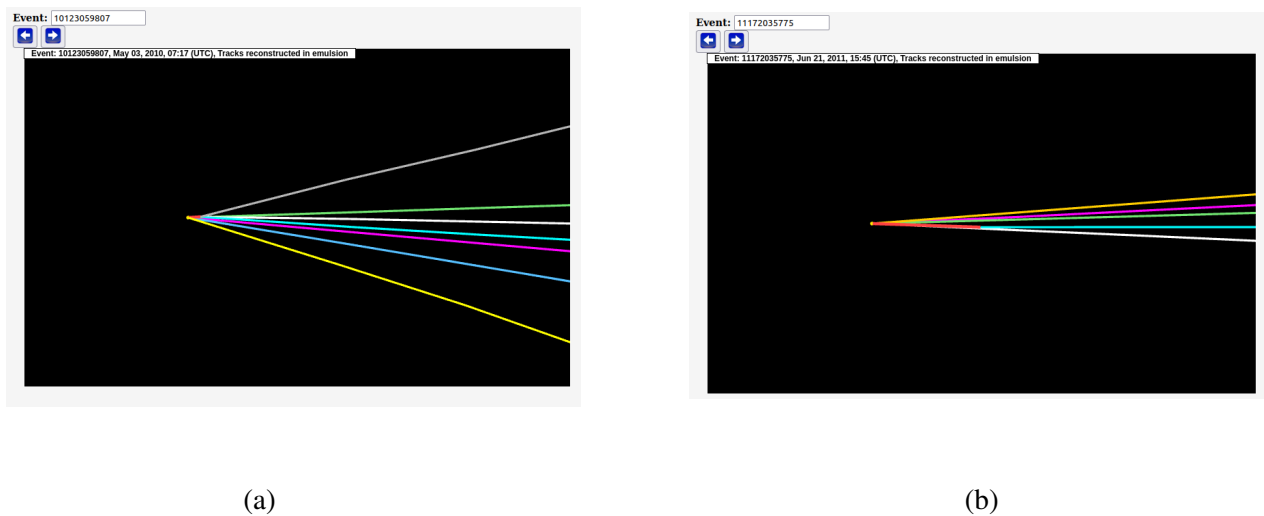 Event: 10123059807
Event: 10123059807, May 03, 2010, 07:17 (UTC), Tracks reconstructed in emulsion
(a)
Event: 11172035775
Event: 11172035775, Jun 21, 2011, 15:45 (UTC), Tracks reconstructed in emulsion
(b)